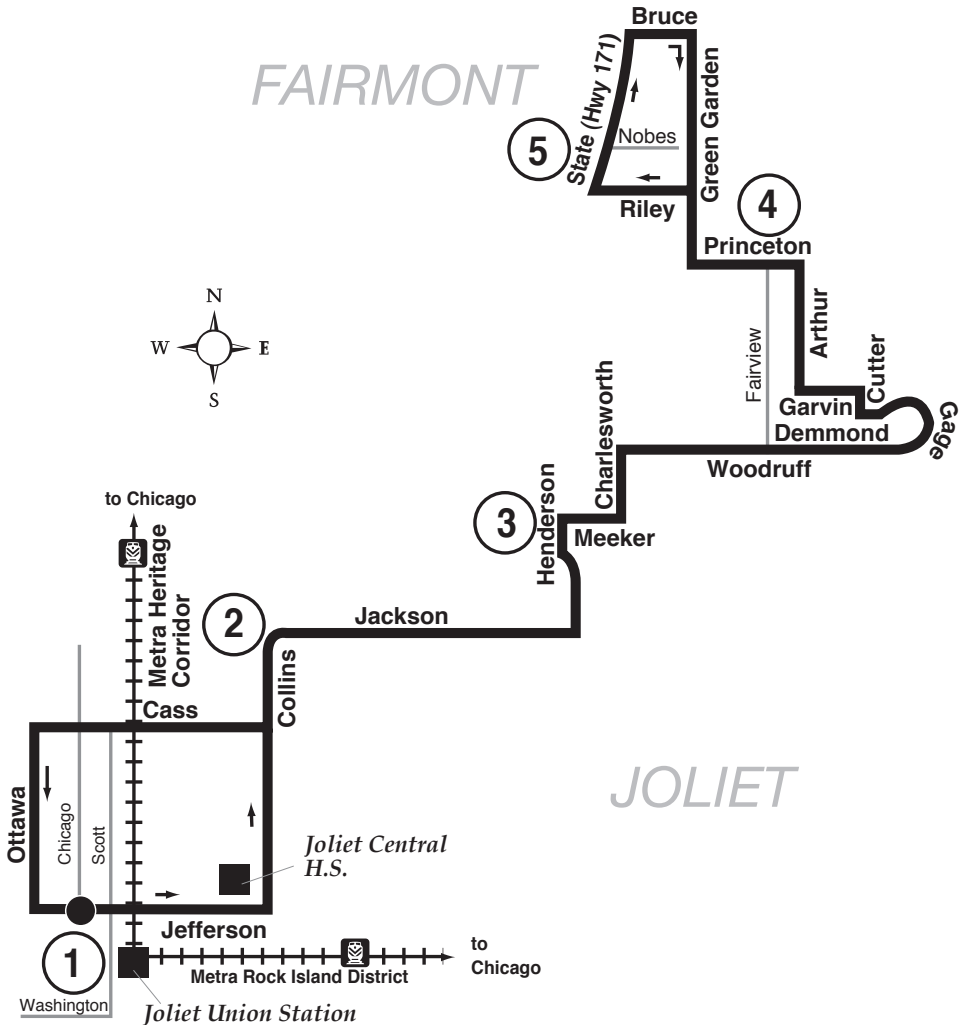 Bruce
FAIRMONT
State (Hwy 171)
Green Garden
Nobes
5
Riley
4
Princeton
N
W E
S
Arthur
Fairview
Cutter
Garvin
Demmond
Gage
Charlesworth
Woodruff
to Chicago
Henderson
3
Meeker
Metra Heritage
Corridor
2
Jackson
Collins
Cass
JOLIET
Ottawa
Chicago
Scott
Joliet Central
H.S.
Jefferson
1
to
Chicago
Metra Rock Island District
Washington
Joliet Union Station